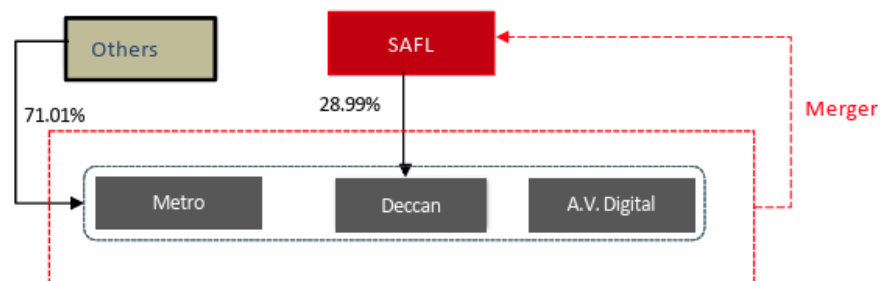 Others
SAFL
71.01%
28.99%
Merger
Metro
Deccan
A.V. Digital